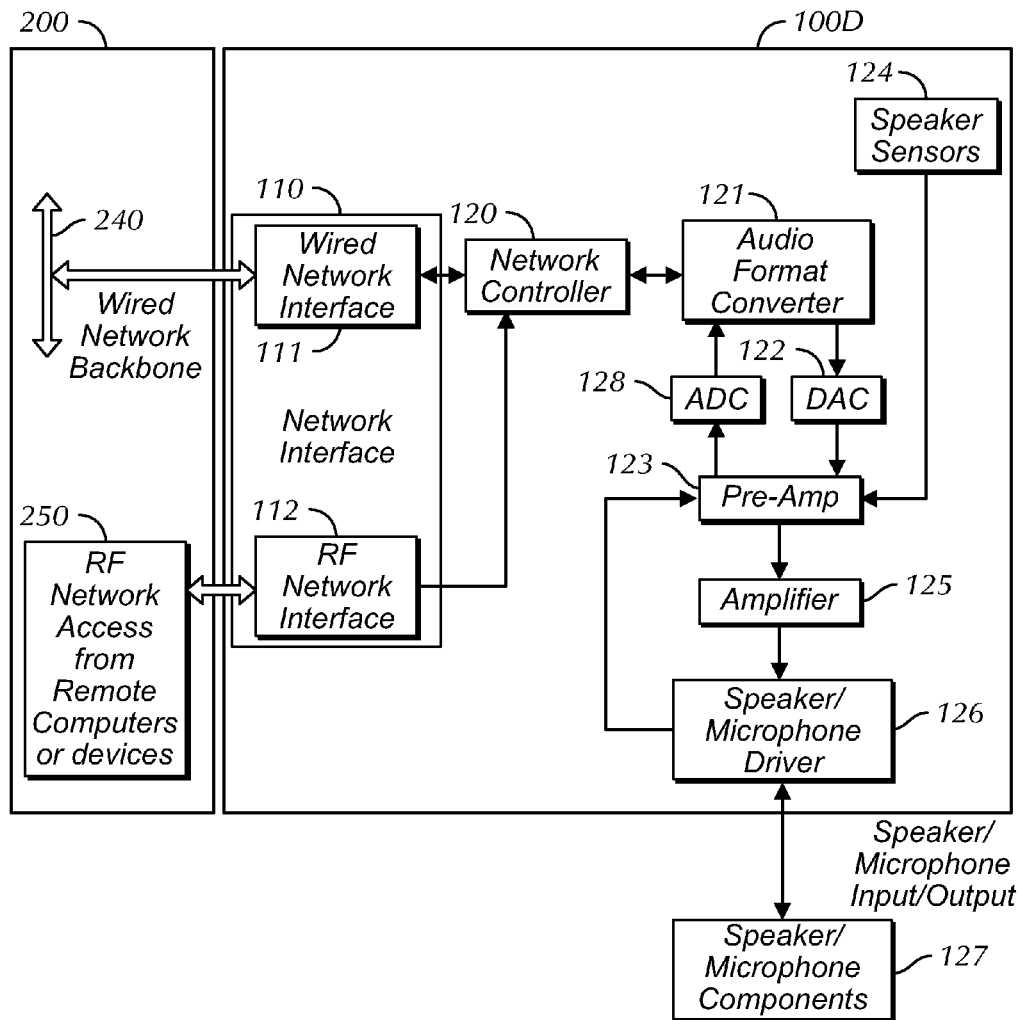 200
100D
124
Speaker
Sensors
240
110
120
121
Wired
Network
Interface
111
Network
Controller
Audio
Format
Converter
Wired
Network
Backbone
122
128
ADC
DAC
Network
Interface
123
Pre-Amp
250
112
RF
Network
Access
from
Remote
Computers
or devices
RF
Network
Interface
Amplifier
125
Speaker/
Microphone
Driver
126
Speaker/
Microphone
Input/Output
Speaker/
Microphone
Components
127